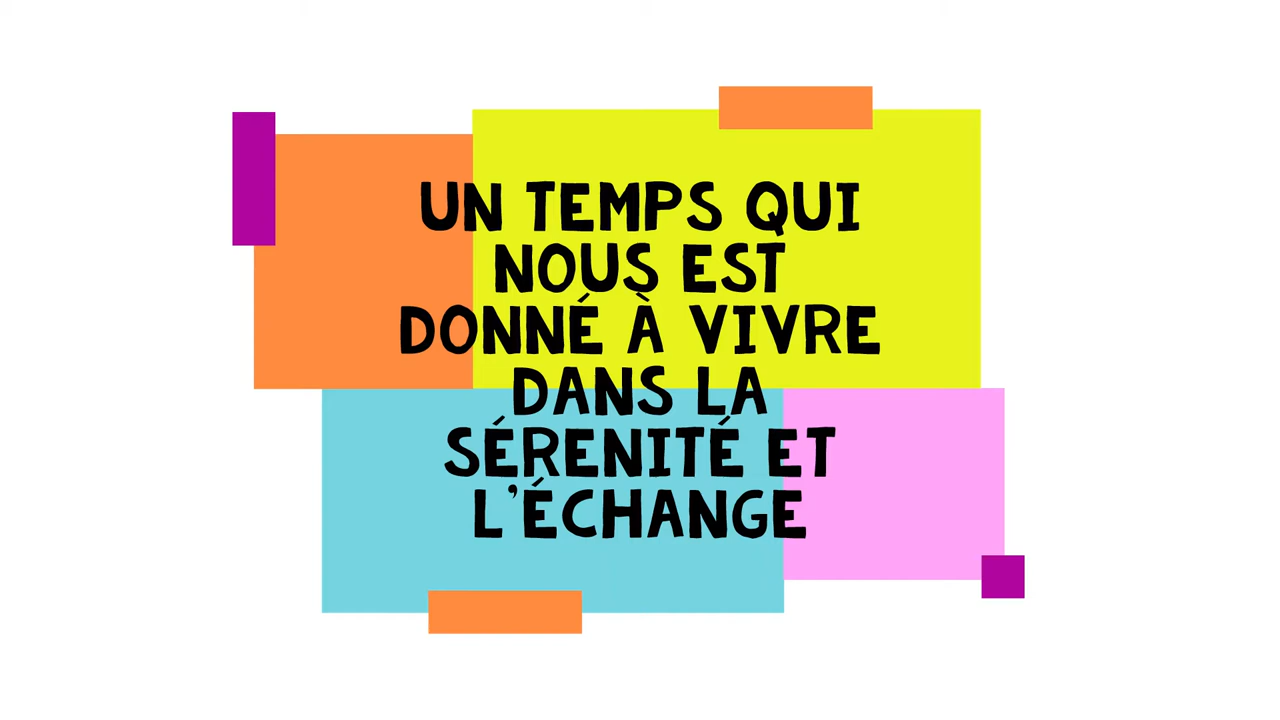 UN TEMPS QUI
NOUS EST
DONNÉ À VIVRE
DANS LA
SÉRENITÉ ET
L'ÉCHANGE